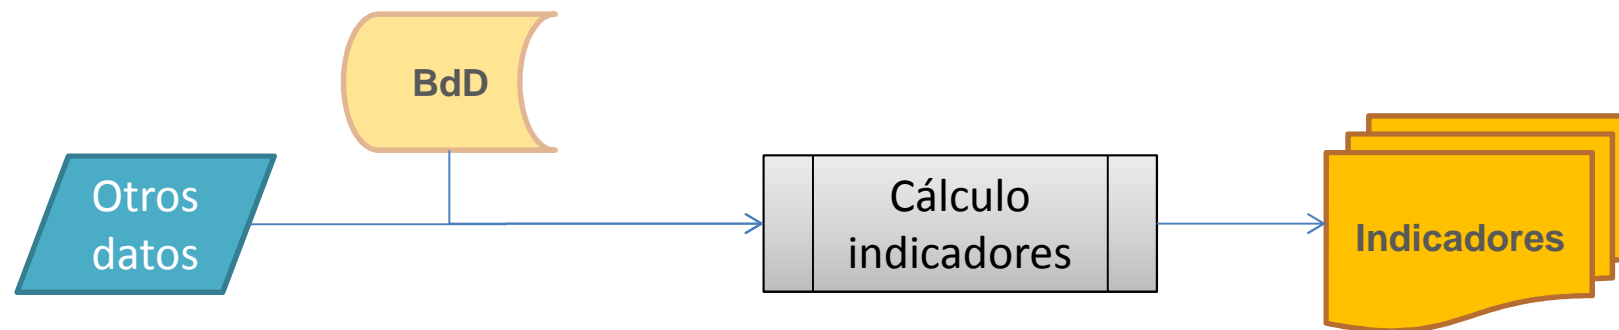 BdD
Otros
datos
Cálculo
indicadores
Indicadores